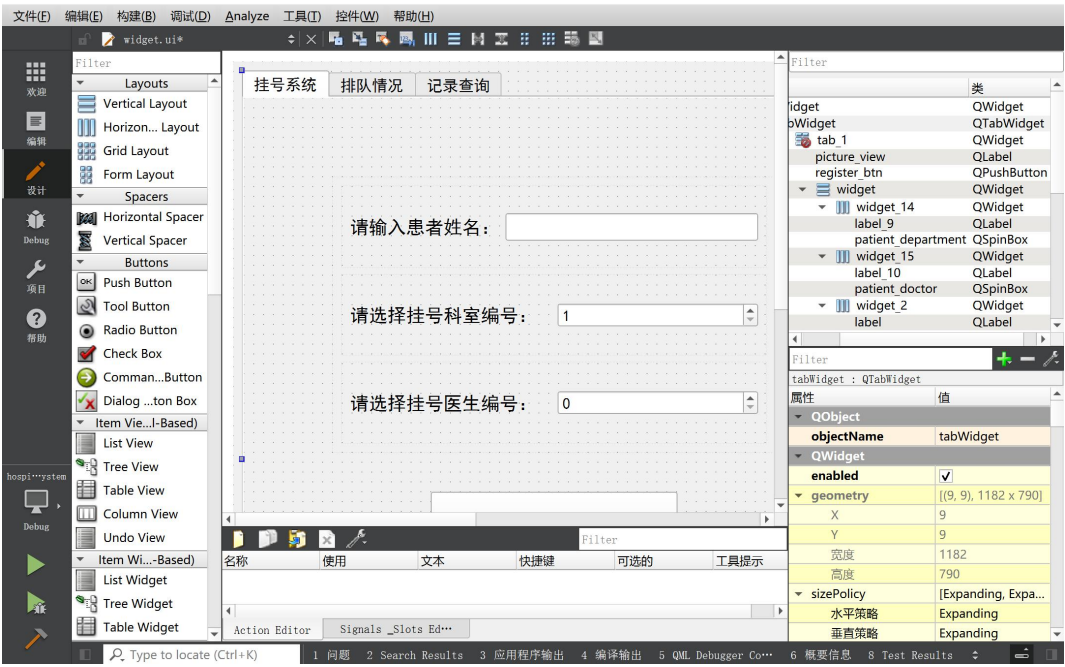 文件(F) 编辑(E) 构建(B) 调试(D) Analyze 工具(T) 控件(W) 帮助(H)
widget.ui*
欢迎
编辑
设计
Debug
项目
帮助
hospi…ystem
Debug
Filter
Layouts
Vertical Layout
Horizon... Layout
Grid Layout
Form Layout
Spacers
Horizontal Spacer
Vertical Spacer
Buttons
Push Button
Tool Button
Radio Button
Check Box
Comman...Button
Dialog ...ton Box
Item Vie...l-Based)
List View
Tree View
Table View
Column View
Undo View
Item Wi...-Based)
List Widget
Tree Widget
Table Widget
挂号系统 排队情况 记录查询
请输入患者姓名：
请选择挂号科室编号： 1
请选择挂号医生编号： 0
Filter
名称 使用 文本 快捷键 可选的 工具提示
Action Editor Signals _Slots Ed…
Filter
类
idget QWidget
bWidget QTabWidget
tab_1 QWidget
picture_view QLabel
register_btn QPushButton
widget QWidget
widget_14 QWidget
label_9 QLabel
patient_department QSpinBox
widget_15 QWidget
label_10 QLabel
patient_doctor QSpinBox
widget_2 QWidget
label QLabel
Filter
tabWidget : QTabWidget
属性 值
QObject
objectName tabWidget
QWidget
enabled
geometry [(9, 9), 1182 x 790]
X 9
Y 9
宽度 1182
高度 790
sizePolicy [Expanding, Expa...
水平策略 Expanding
垂直策略 Expanding
Type to locate (Ctrl+K) 1 问题 2 Search Results 3 应用程序输出 4 编译输出 5 QML Debugger Co… 6 概要信息 8 Test Results